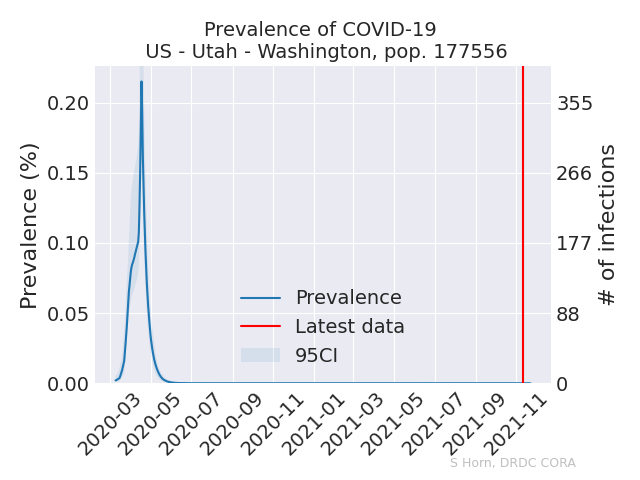 Prevalence of COVID-19
US - Utah - Washington, pop. 177556
Prevalence (%)
0.20
0.15
0.10
0.05
0.00
355
266
177
88
0
# of infections
Prevalence
Latest data
95CI
2020-03
2020-05
2020-07
2020-09
2020-11
2021-01
2021-03
2021-05
2021-07
2021-09
2021-11
S Horn, DRDC CORA